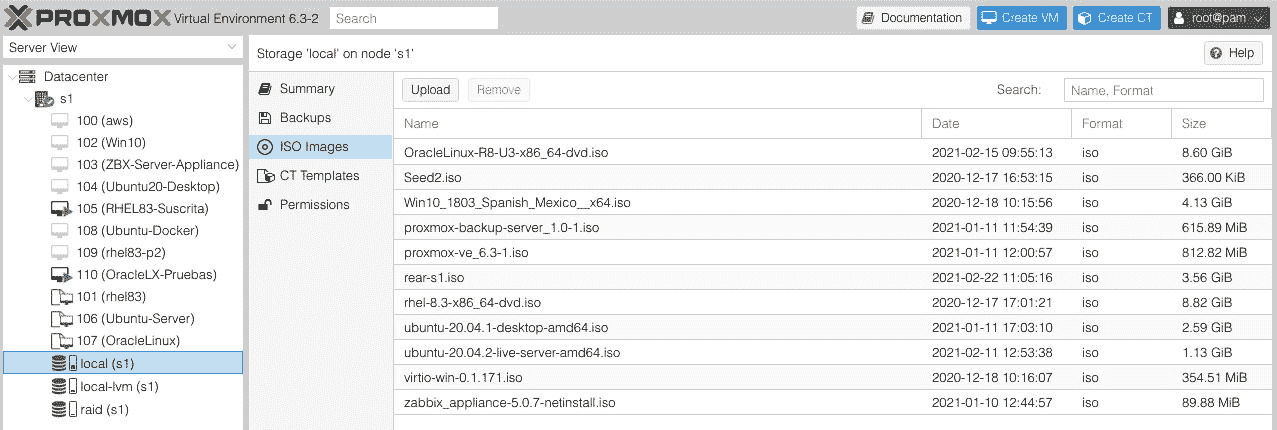 PROXMOX Virtual Environment 6.3-2 Search Documentation Create VM Create CT root@pam
Server View
Storage 'local' on node 's1' Help
Datacenter
s1
100 (aws)
102 (Win10)
103 (ZBX-Server-Appliance)
104 (Ubuntu20-Desktop)
105 (RHEL83-Suscrita)
108 (Ubuntu-Docker)
109 (rhel83-p2)
110 (OracleLX-Pruebas)
101 (rhel83)
106 (Ubuntu-Server)
107 (OracleLinux)
local (s1)
local-lvm (s1)
raid (s1)
Summary
Backups
ISO Images
CT Templates
Permissions
Upload Remove Search: Name, Format
Name Date Format Size
OracleLinux-R8-U3-x86_64-dvd.iso 2021-02-15 09:55:13 iso 8.60 GiB
Seed2.iso 2020-12-17 16:53:15 iso 366.00 KiB
Win10_1803_Spanish_Mexico__x64.iso 2020-12-18 10:15:56 iso 4.13 GiB
proxmox-backup-server_1.0-1.iso 2021-01-11 11:54:39 iso 615.89 MiB
proxmox-ve_6.3-1.iso 2021-01-11 12:00:57 iso 812.82 MiB
rear-s1.iso 2021-02-22 11:05:16 iso 3.56 GiB
rhel-8.3-x86_64-dvd.iso 2020-12-17 17:01:21 iso 8.82 GiB
ubuntu-20.04.1-desktop-amd64.iso 2021-01-11 17:03:10 iso 2.59 GiB
ubuntu-20.04.2-live-server-amd64.iso 2021-02-11 12:53:38 iso 1.13 GiB
virtio-win-0.1.171.iso 2020-12-18 10:16:07 iso 354.51 MiB
zabbix_appliance-5.0.7-netinstall.iso 2021-01-10 12:44:57 iso 89.88 MiB